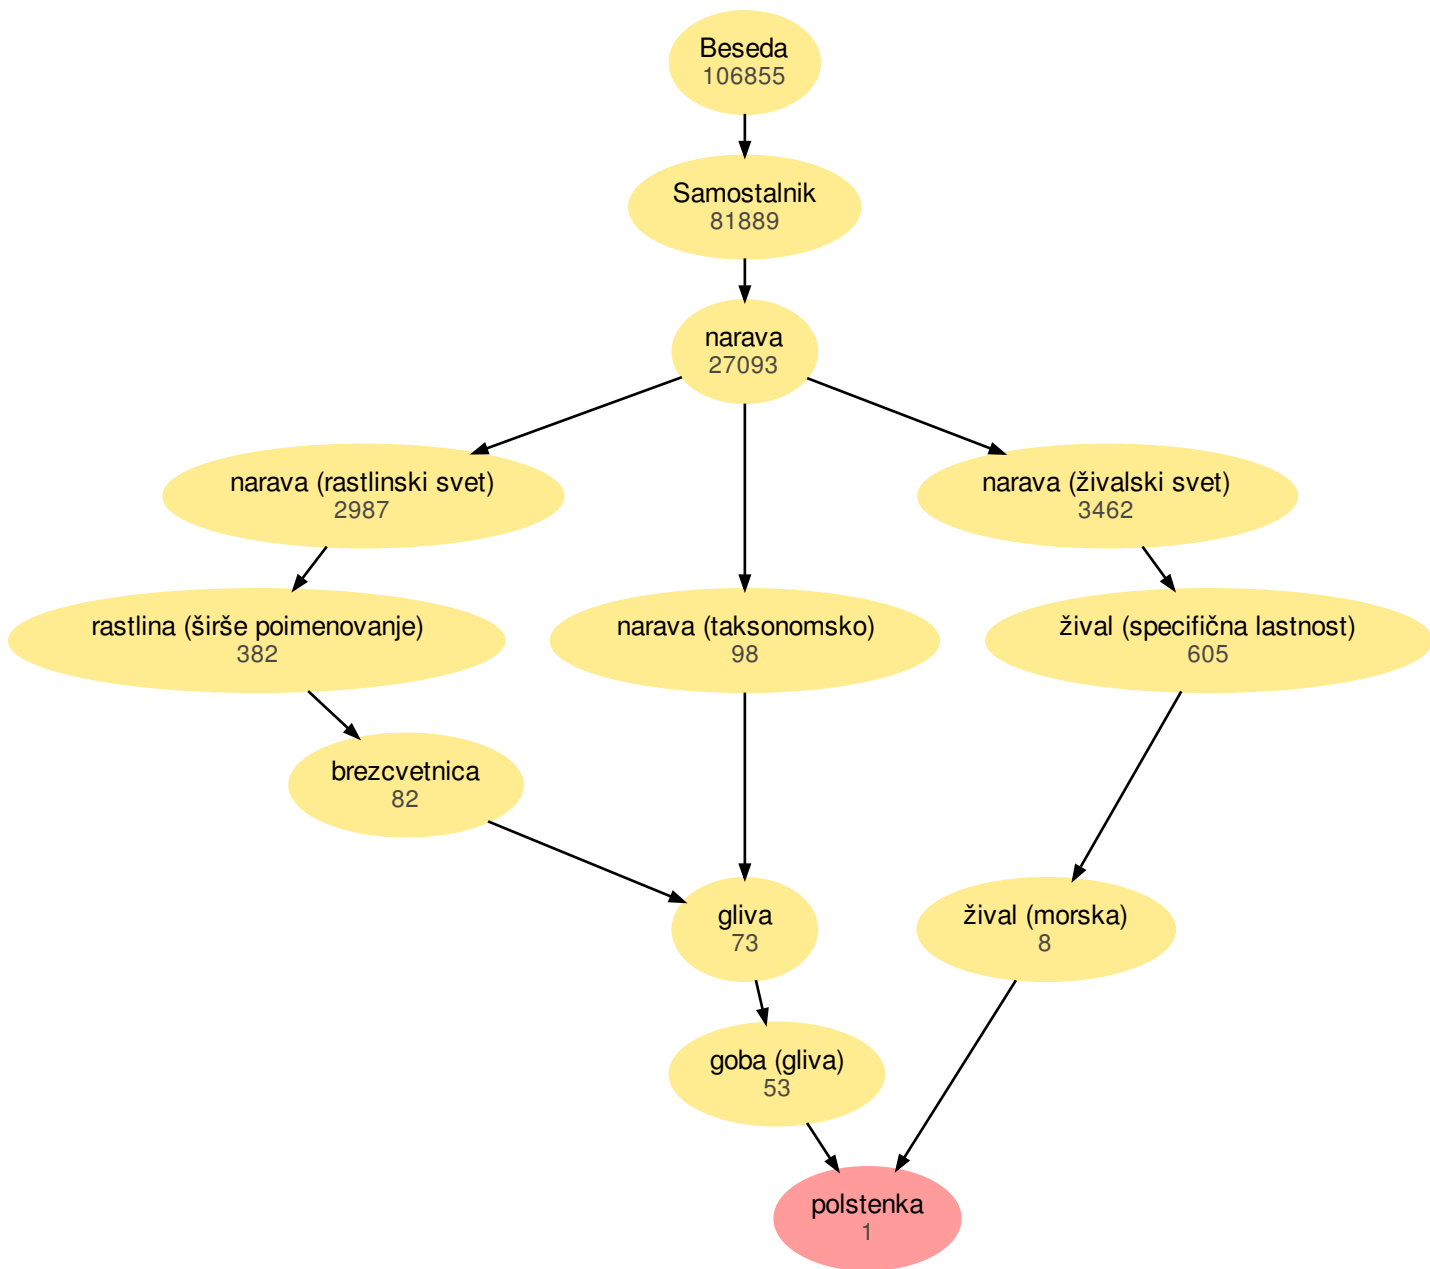 Beseda
106855
Samostalnik
81889
narava
27093
narava (rastlinski svet)
2987
narava (živalski svet)
3462
rastlina (širše poimenovanje)
382
narava (taksonomsko)
98
žival (specifična lastnost)
605
brezcvetnica
82
gliva
73
žival (morska)
8
goba (gliva)
53
polstenka
1